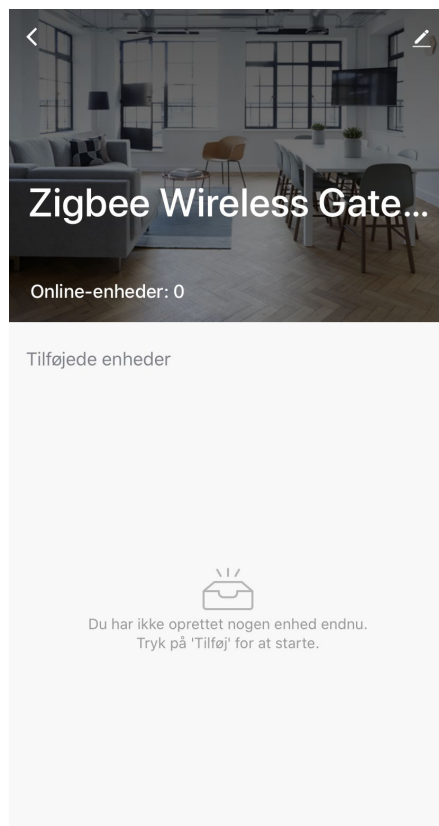 Zigbee Wireless Gate...
Online-enheder: 0
Tilføjede enheder
Du har ikke oprettet nogen enhed endnu.
Tryk på 'Tilføj' for at starte.